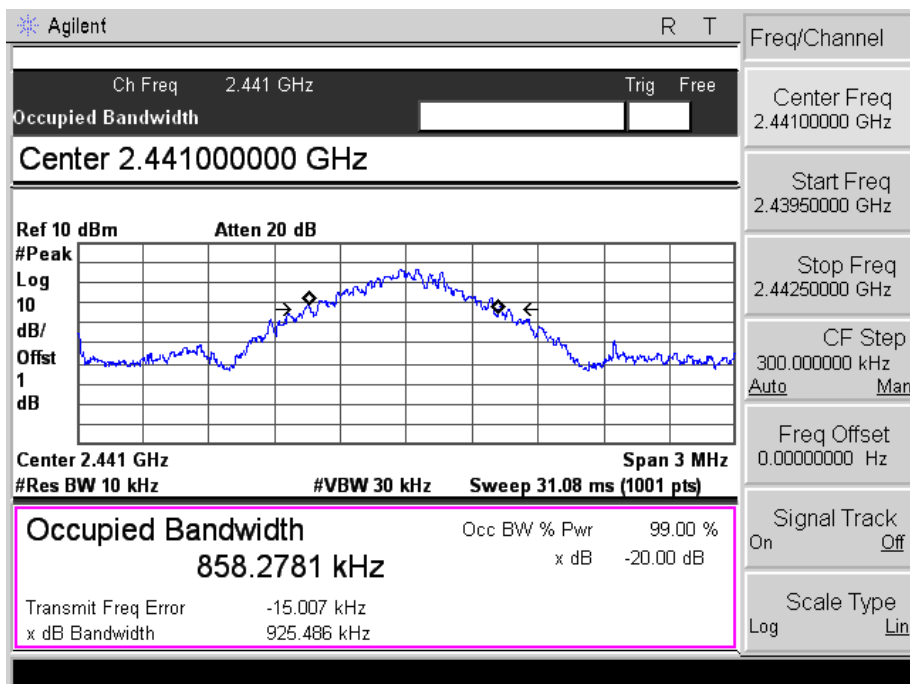 Agilent R T
Ch Freq 2.441 GHz Trig Free
Occupied Bandwidth
Center 2.441000000 GHz
Ref 10 dBm Atten 20 dB
#Peak
Log
10
dB/
Offst
1
dB
Center 2.441 GHz Span 3 MHz
#Res BW 10 kHz #VBW 30 kHz Sweep 31.08 ms (1001 pts)
Occupied Bandwidth Occ BW % Pwr 99.00 %
858.2781 kHz x dB -20.00 dB
Transmit Freq Error -15.007 kHz
x dB Bandwidth 925.486 kHz
Freq/Channel
Center Freq
2.44100000 GHz
Start Freq
2.43950000 GHz
Stop Freq
2.44250000 GHz
CF Step
300.000000 kHz
Auto Man
Freq Offset
0.00000000 Hz
Signal Track
On Off
Scale Type
Log Lin